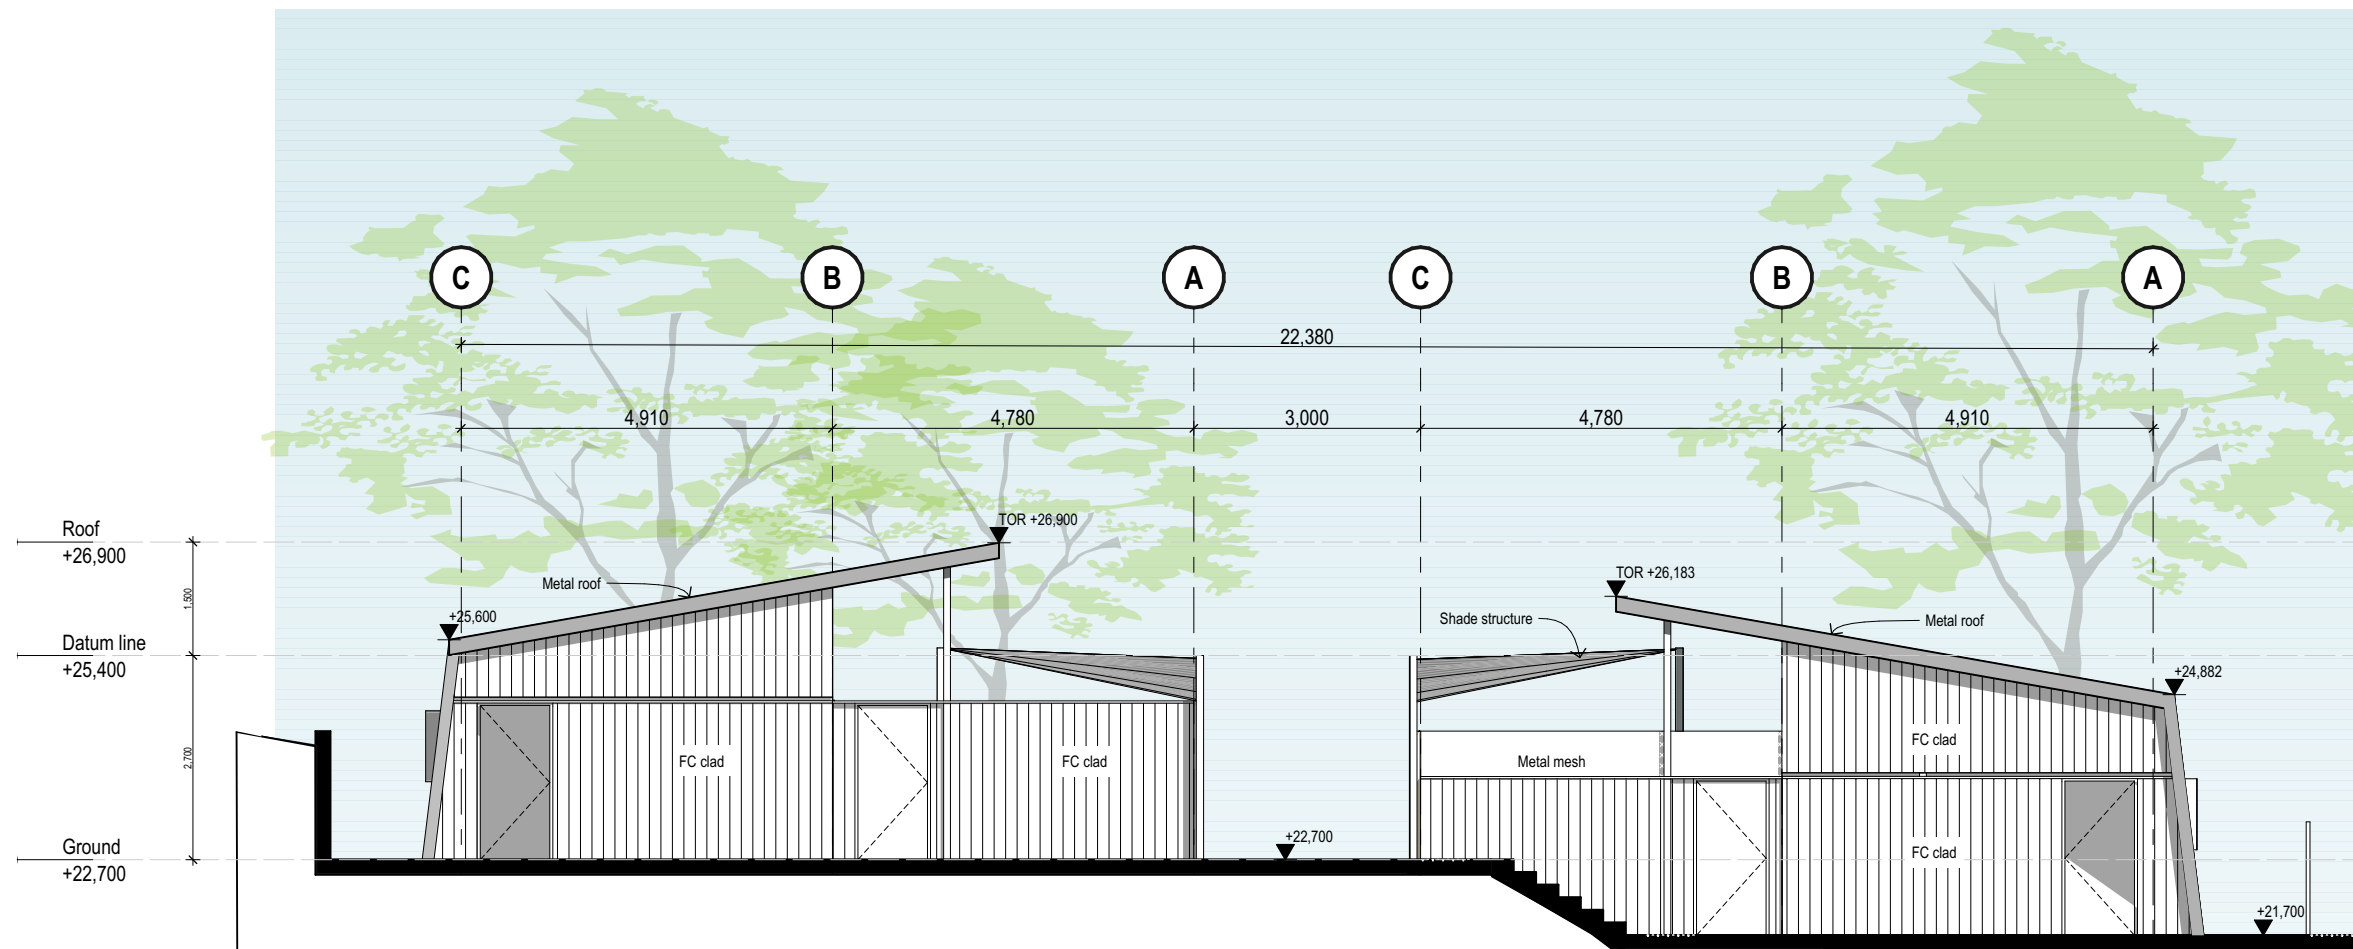 C B A C B A
22,380
4,910 4,780 3,000 4,780 4,910
Roof
+26,900
TOR +26,900
1,500
Metal roof
TOR +26,183
+25,600
Shade structure
Metal roof
Datum line
+25,400
+24,882
2,700
FC clad
FC clad
Metal mesh
FC clad
Ground
+22,700
+22,700
FC clad
+21,700